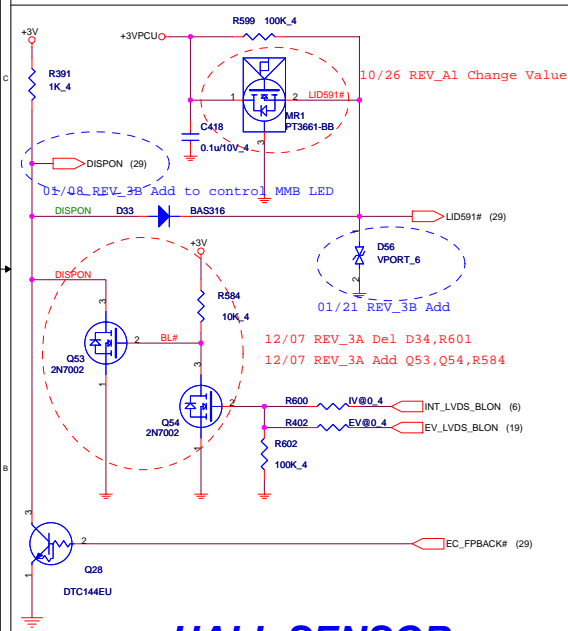 R599 100K_4
+3V
+3VPCU
C
10/26 REV_A1 Change Value
R391
1K_4
1
2
LID591#
MR1
PT3661-BB
C418
0.1u/10V_4
3
DISPON (29)
01/08 REV_3B Add to control MMB LED
DISPON D33 BAS316
LID591# (29)
1
D56
VPORT_6
2
+3V
DISPON
R584
10K_4
01/21 REV_3B Add
3
BL#
2
12/07 REV_3A Del D34,R601
12/07 REV_3A Add Q53,Q54,R584
Q53
2N7002
1
3
2
Q54
2N7002
1
R600 IV@0_4 INT_LVDS_BLON (6)
R402 EV@0_4 EV_LVDS_BLON (19)
R602
100K_4
B
3
2
EC_FPBACK# (29)
1
Q28
DTC144EU
HALL SENSOR